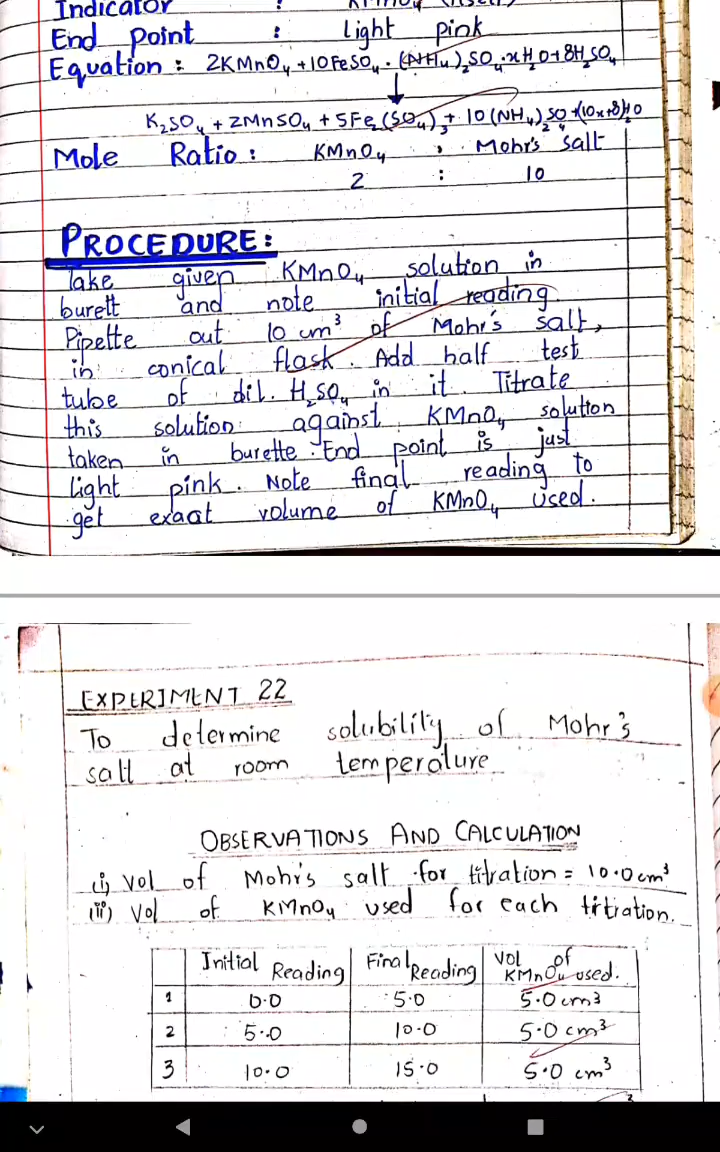 Indicator :
End Point : Light pink
Equation : 2KMnO₄ + 10FeSO₄ . (NH₄)₂SO₄.xH₂O + 8H₂SO₄
↓
K₂SO₄ + 2MnSO₄ + 5Fe₂(SO₄)₃ + 10(NH₄)₂SO₄ + (10x+8)H₂O
Mole Ratio : KMnO₄ : Mohr's salt
2 : 10
PROCEDURE:
Take given KMnO₄ solution in
burett and note initial reading.
Pipette out 10 cm³ of Mohr's salt,
in conical flask. Add half test
tube of dil. H₂SO₄ in it. Titrate
this solution against KMnO₄ solution
taken in burette. End point is just
light pink. Note final reading to
get exaat volume of KMnO₄ used.
EXPERIMENT 22
To determine solubility of Mohr's
salt at room temperature
OBSERVATIONS AND CALCULATION
(i) Vol of Mohr's salt for titration = 10.0 cm³
(ii) Vol of KMnO₄ used for each titration.
Initial Reading Final Reading Vol of KMnO₄ used.
1 0.0 5.0 5.0 cm³
2 5.0 10.0 5.0 cm³
3 10.0 15.0 5.0 cm³